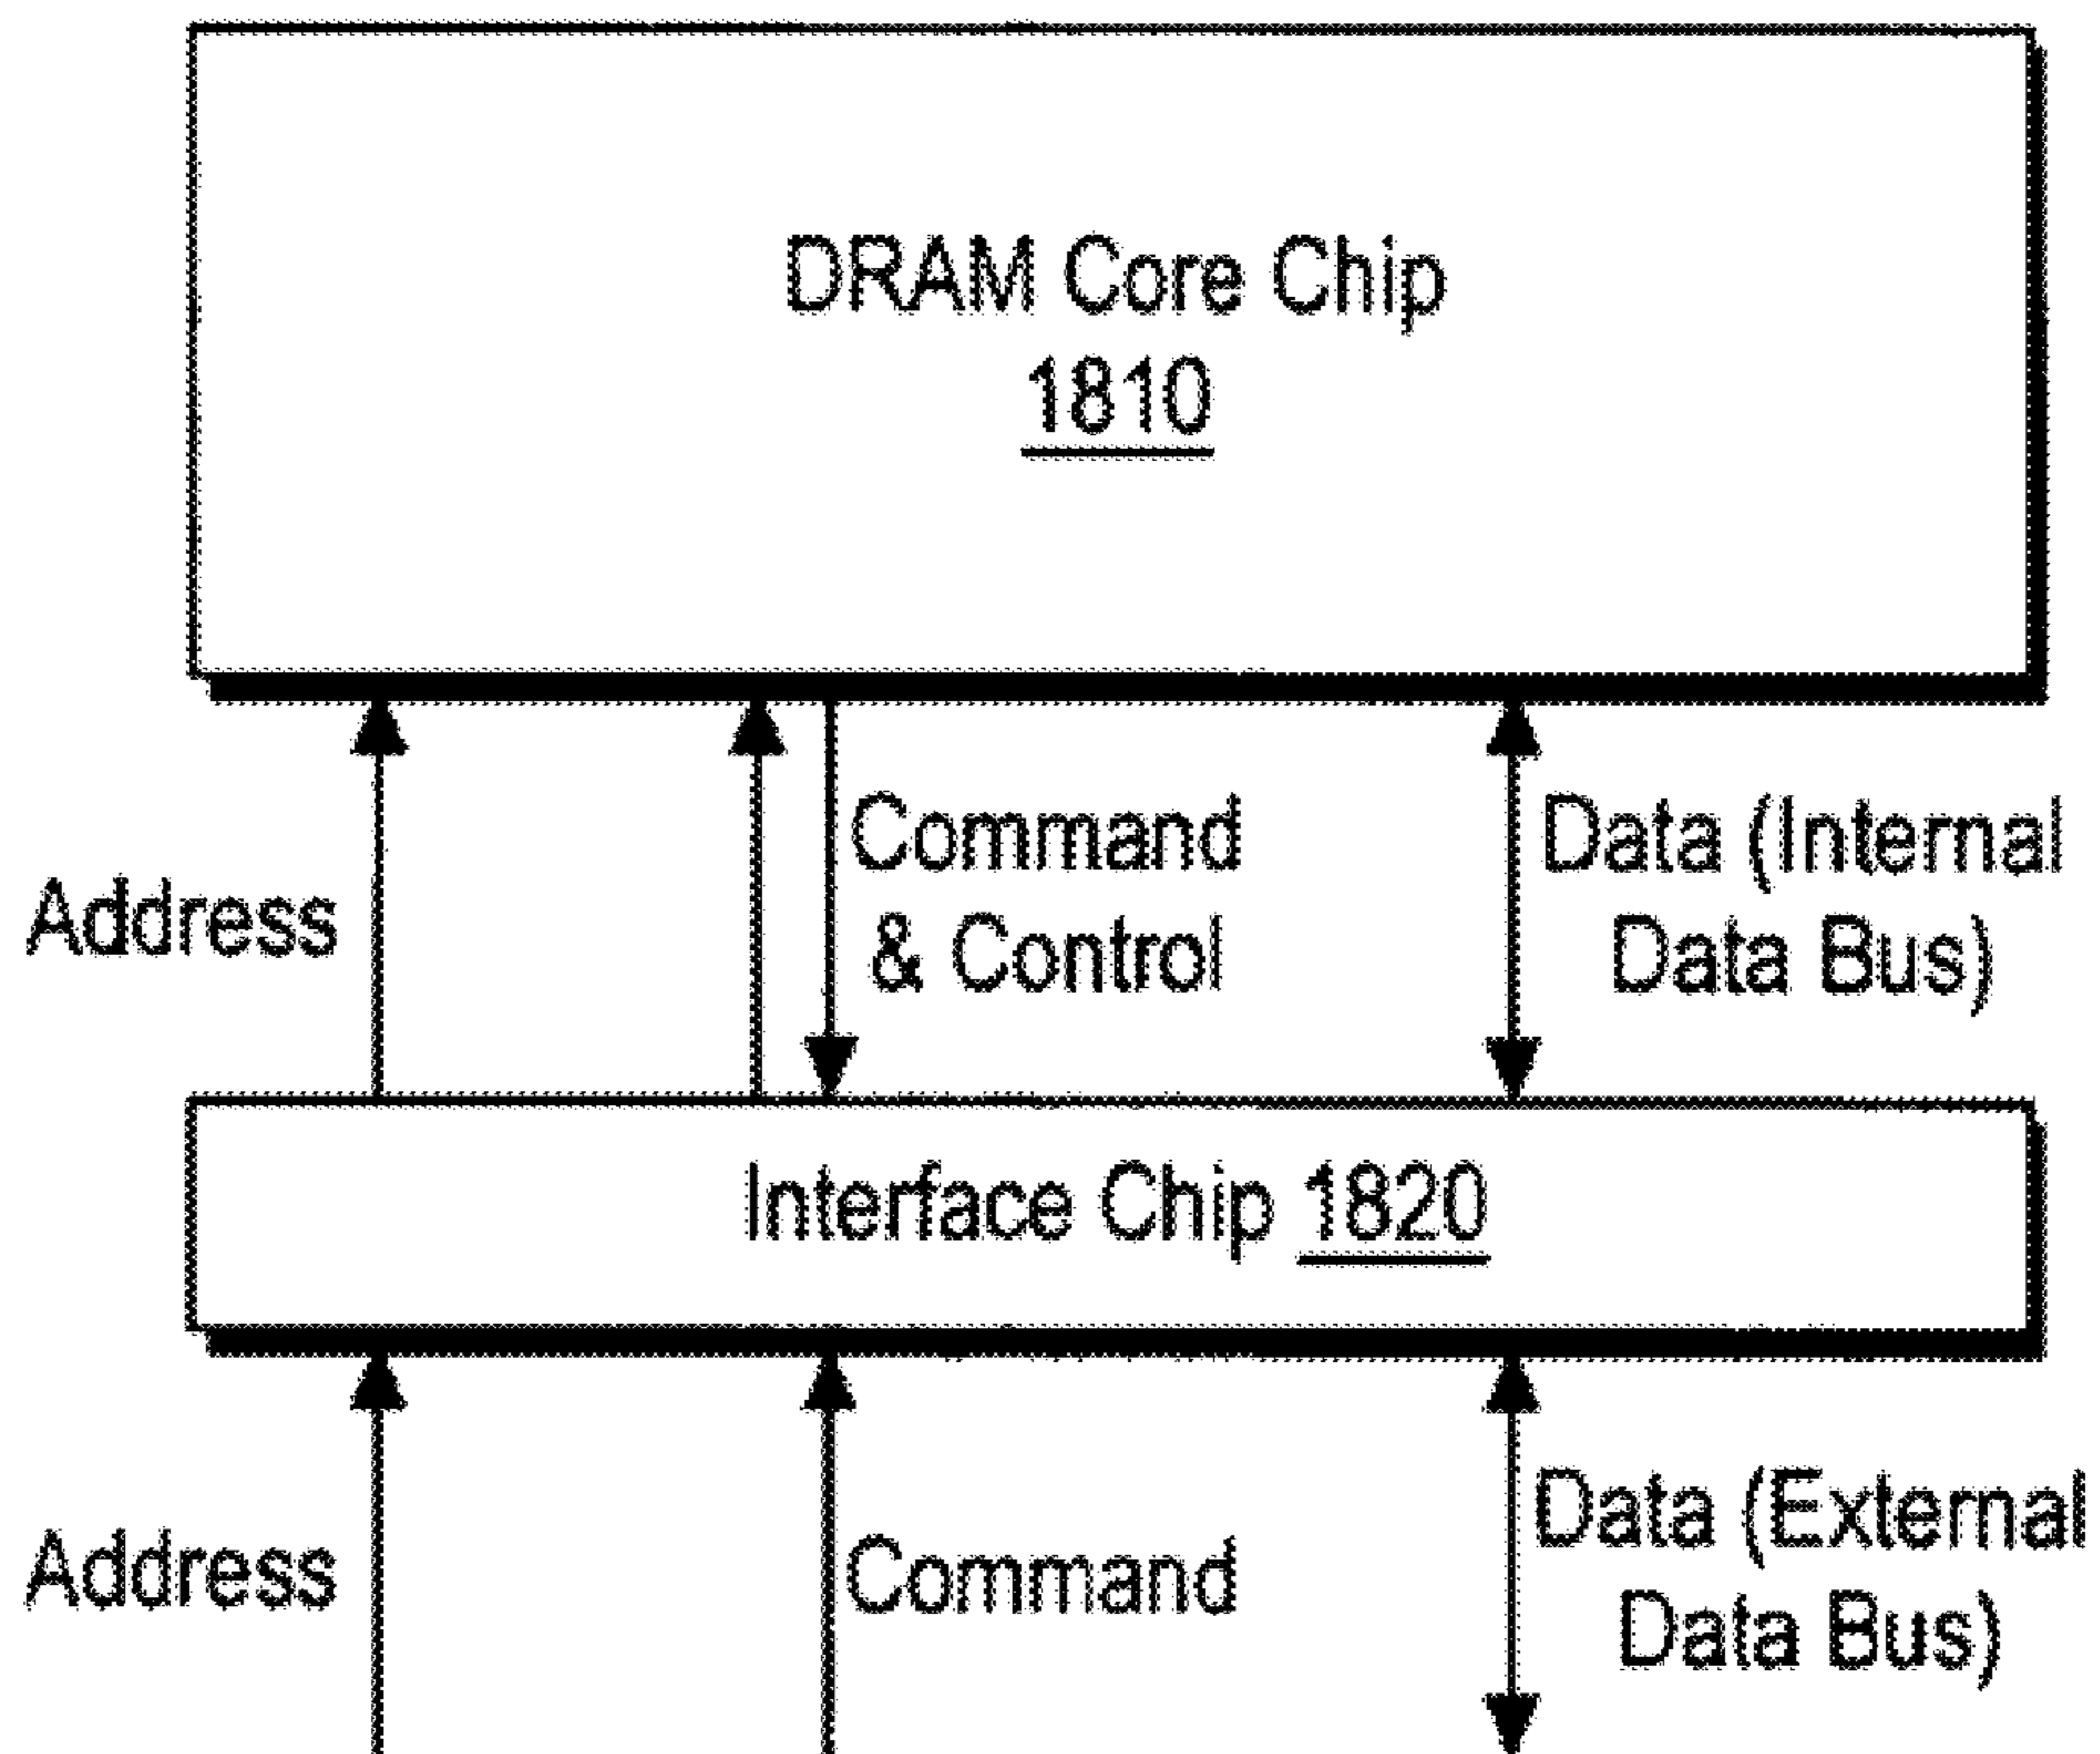 DRAM Core Chip
1810
Address
Command
& Control
Data (Internal
Data Bus)
Interface Chip 1820
Address
Command
Data (External
Data Bus)